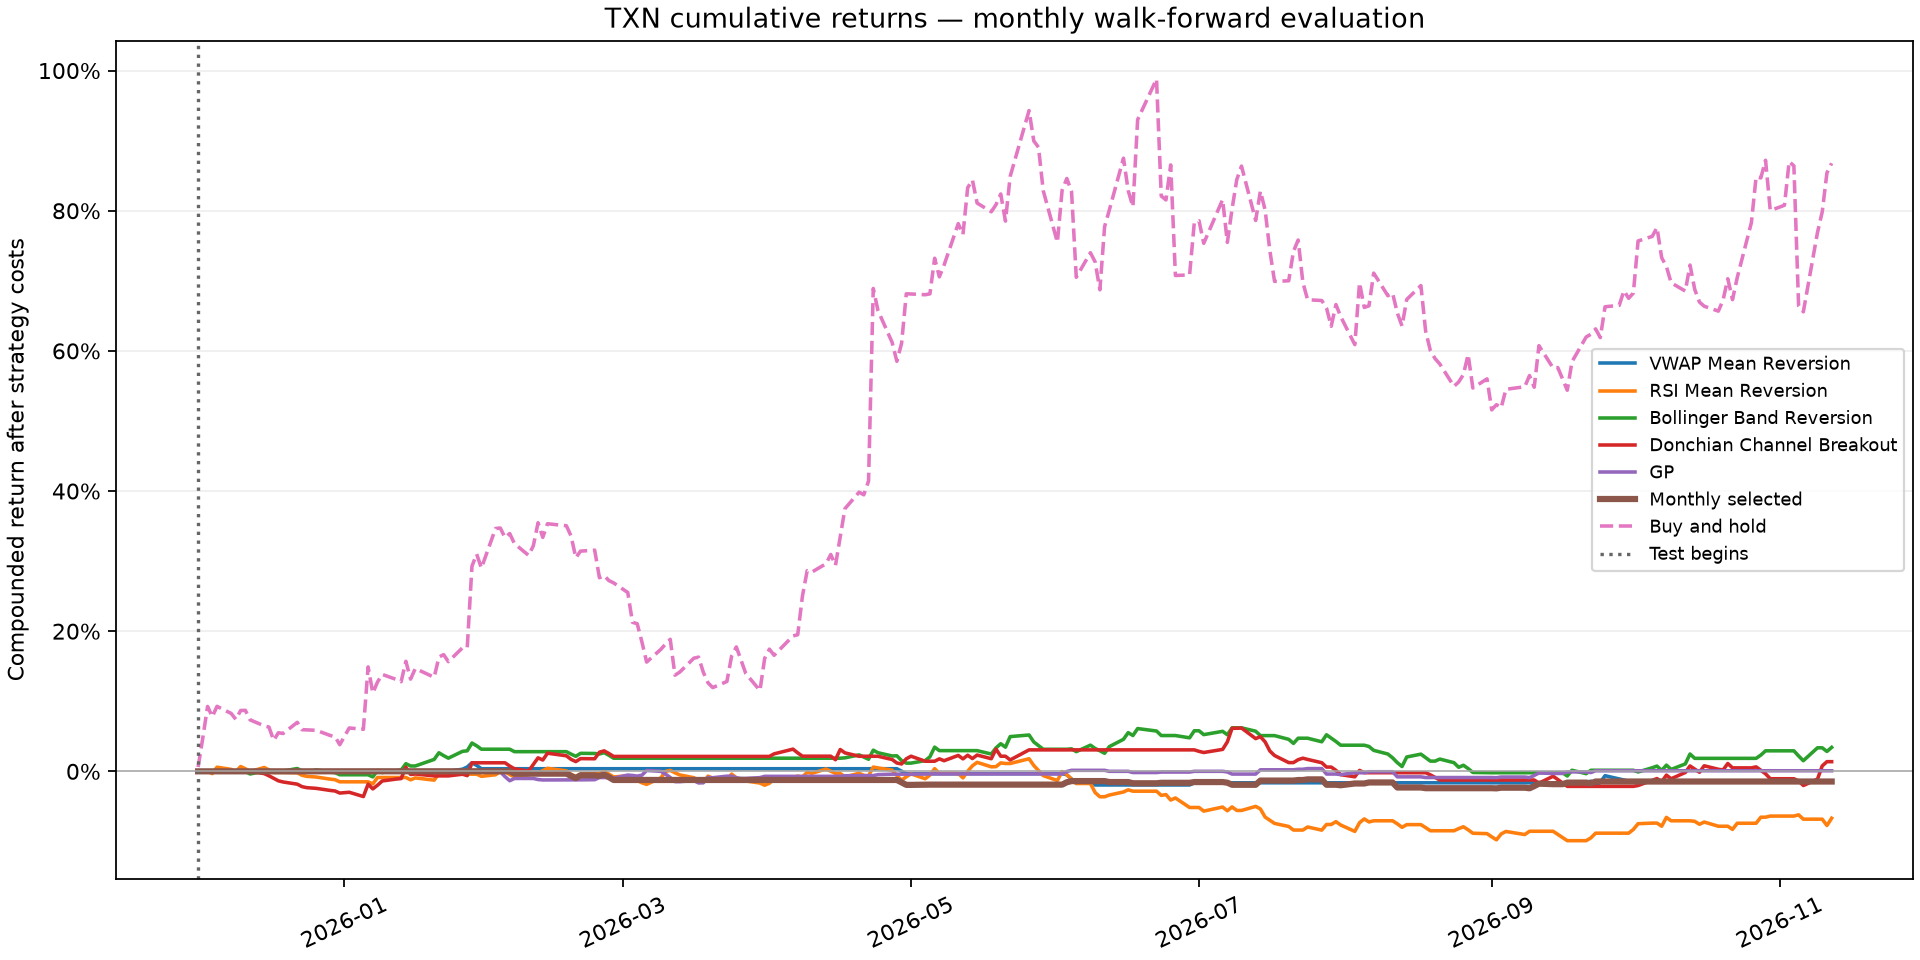 TXN cumulative returns — monthly walk-forward evaluation
Compounded return after strategy costs
100%
80%
60%
40%
20%
0%
VWAP Mean Reversion
RSI Mean Reversion
Bollinger Band Reversion
Donchian Channel Breakout
GP
Monthly selected
Buy and hold
Test begins
2026-01
2026-03
2026-05
2026-07
2026-09
2026-11